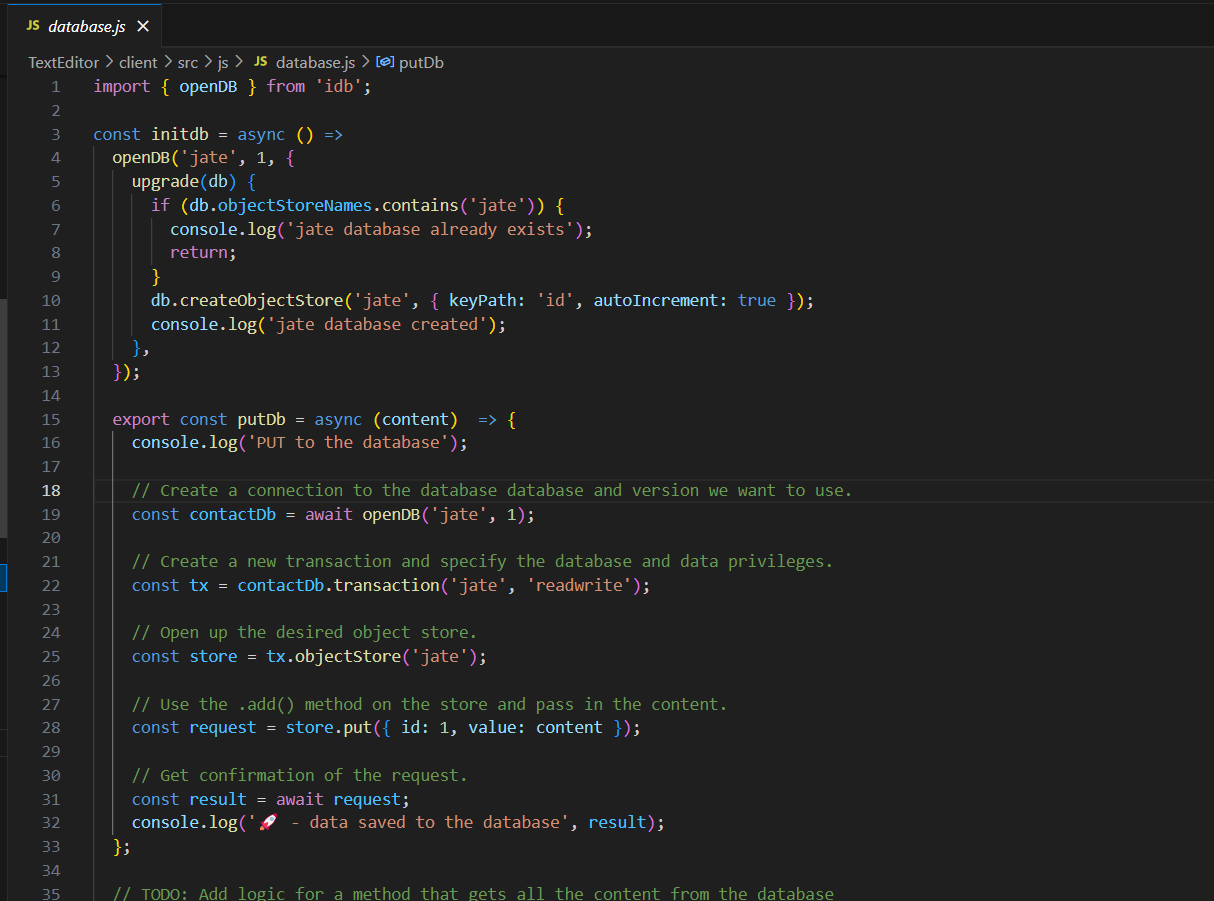 JS database.js ×
TextEditor > client > src > js > JS database.js > putDb
1 import { openDB } from 'idb';
2
3 const initdb = async () =>
4   openDB('jate', 1, {
5     upgrade(db) {
6       if (db.objectStoreNames.contains('jate')) {
7         console.log('jate database already exists');
8         return;
9       }
10       db.createObjectStore('jate', { keyPath: 'id', autoIncrement: true });
11       console.log('jate database created');
12     },
13   });
14
15   export const putDb = async (content)  => {
16     console.log('PUT to the database');
17
18     // Create a connection to the database database and version we want to use.
19     const contactDb = await openDB('jate', 1);
20
21     // Create a new transaction and specify the database and data privileges.
22     const tx = contactDb.transaction('jate', 'readwrite');
23
24     // Open up the desired object store.
25     const store = tx.objectStore('jate');
26
27     // Use the .add() method on the store and pass in the content.
28     const request = store.put({ id: 1, value: content });
29
30     // Get confirmation of the request.
31     const result = await request;
32     console.log('🚀 - data saved to the database', result);
33   };
34
35   // TODO: Add logic for a method that gets all the content from the database